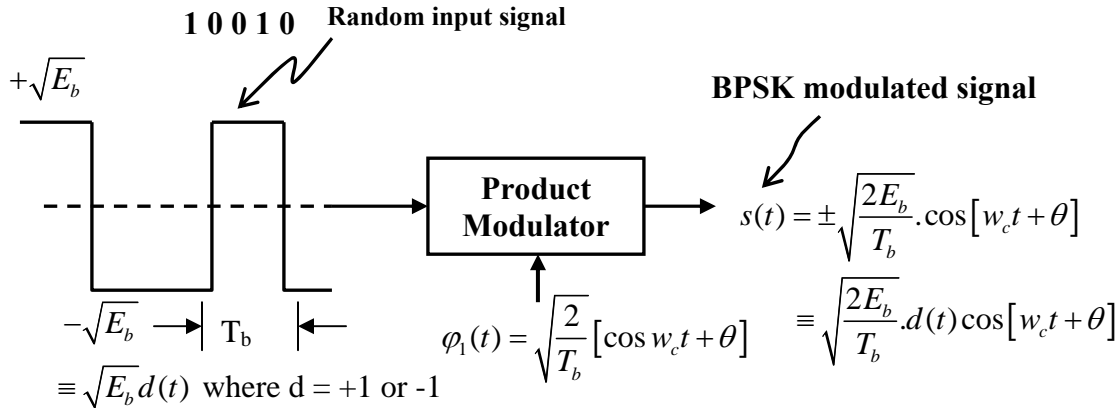 1 0 0 1 0 Random input signal
+√E_b
BPSK modulated signal
Product
Modulator
s(t) = ±√(2E_b/T_b).cos[w_c t + θ]
−√E_b
T_b
φ₁(t) = √(2/T_b)[cos w_c t + θ]
≡ √(2E_b/T_b).d(t)cos[w_c t + θ]
≡ √E_b d(t) where d = +1 or -1